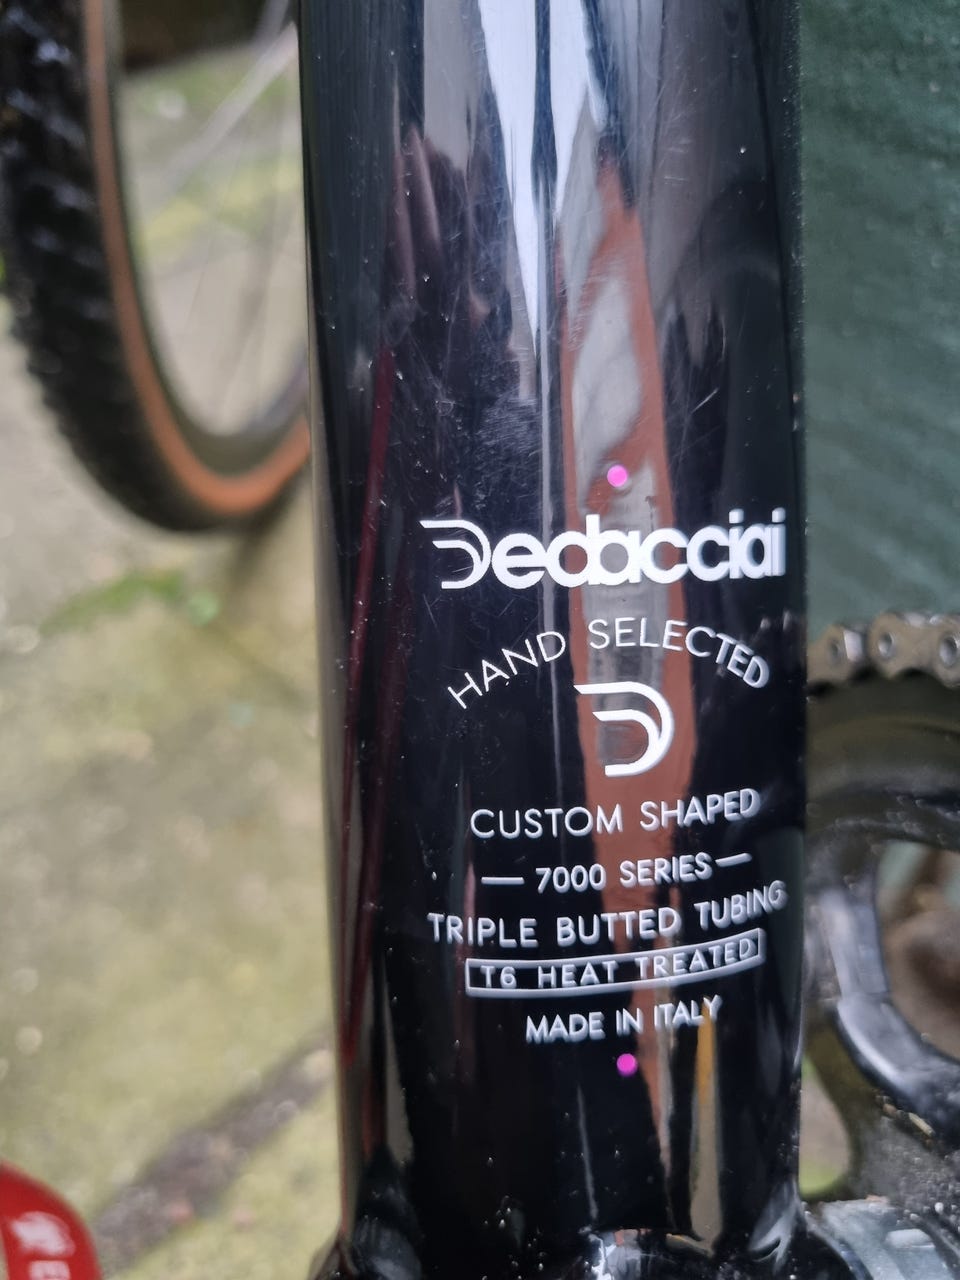 Dedacciai
HAND SELECTED
D
CUSTOM SHAPED
— 7000 SERIES —
TRIPLE BUTTED TUBING
T6 HEAT TREATED
MADE IN ITALY